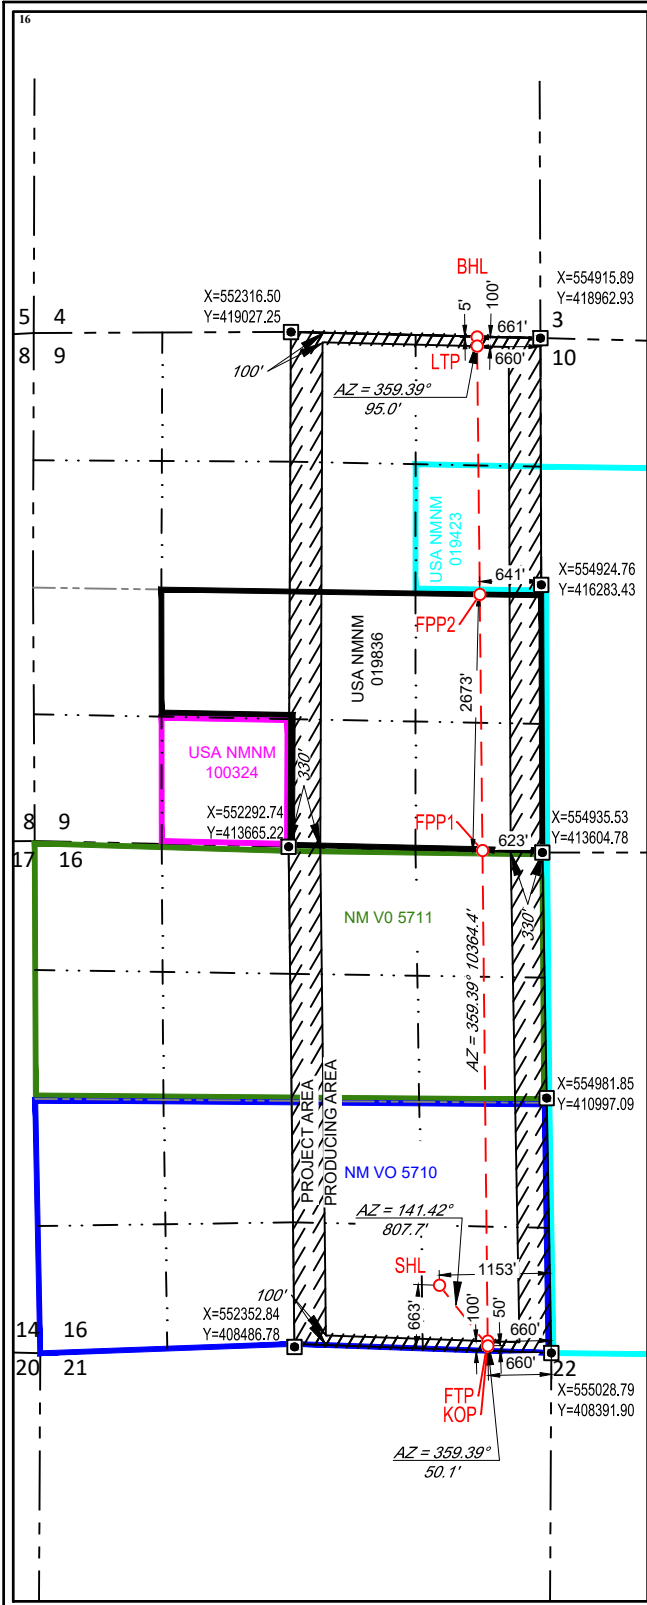 16
BHL
X=554915.89
Y=418962.93
X=552316.50
Y=419027.25
5'
100'
661'
5 4
3
8 9
10
LTP
660'
100'
AZ = 359.39°
95.0'
USA NMNM
019423
641'
X=554924.76
Y=416283.43
FPP2
USA NMNM
019836
2673'
USA NMNM
100324
330'
X=552292.74
Y=413665.22
FPP1
623'
X=554935.53
Y=413604.78
8 9
17 16
330'
NM V0 5711
AZ = 359.39° 10364.4'
PROJECT AREA
PRODUCING AREA
X=554981.85
Y=410997.09
NM VO 5710
AZ = 141.42°
807.7'
SHL
1153'
663'
100'
X=552352.84
Y=408486.78
100'
50'
660'
14 16
20 21
22
660'
FTP
KOP
X=555028.79
Y=408391.90
AZ = 359.39°
50.1'